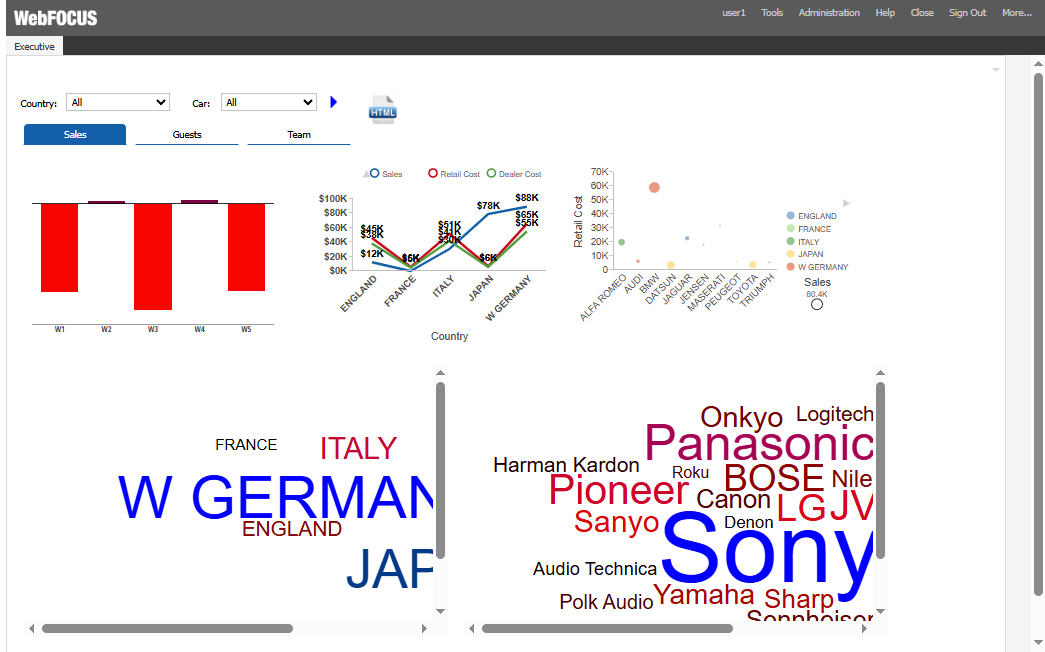 WebFOCUS
user1 Tools Administration Help Close Sign Out More...
Executive
Country: All Car: All HTML
Sales Guests Team
W1 W2 W3 W4 W5
Sales Retail Cost Dealer Cost
$100K
$80K
$60K
$40K
$20K
$0K
$45K
$38K
$12K
$6K
$51K
$41K
$30K
$78K
$6K
$88K
$65K
$55K
ENGLAND FRANCE ITALY JAPAN W GERMANY
Country
Retail Cost
70K
60K
50K
40K
30K
20K
10K
0
ALFA ROMEO AUDI BMW DATSUN JAGUAR JENSEN MASERATI PEUGEOT TOYOTA TRIUMPH
ENGLAND
FRANCE
ITALY
JAPAN
W GERMANY
Sales
80.4K
FRANCE ITALY
W GERMAN
ENGLAND
JAP
Onkyo Logitech
Panasonic
Harman Kardon Roku BOSE Nile
Pioneer Canon LG JV
Sanyo Denon
Sony
Audio Technica
Yamaha Sharp
Polk Audio